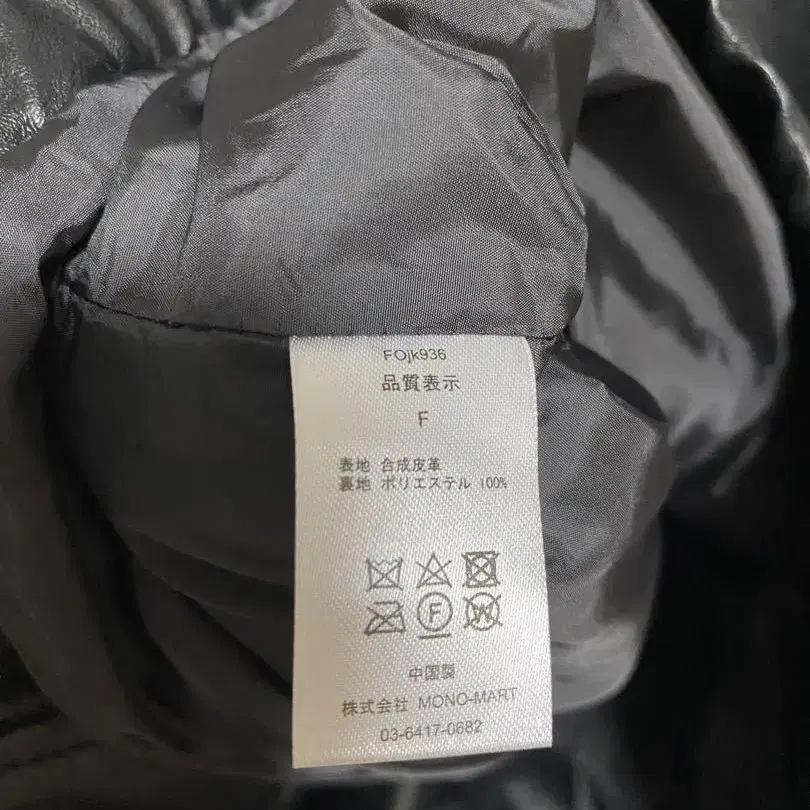 FOjk936
品質表示
F
表地 合成皮革
裏地 ポリエステル 100%
F
W
中国製
株式会社 MONO-MART
03-6417-0682